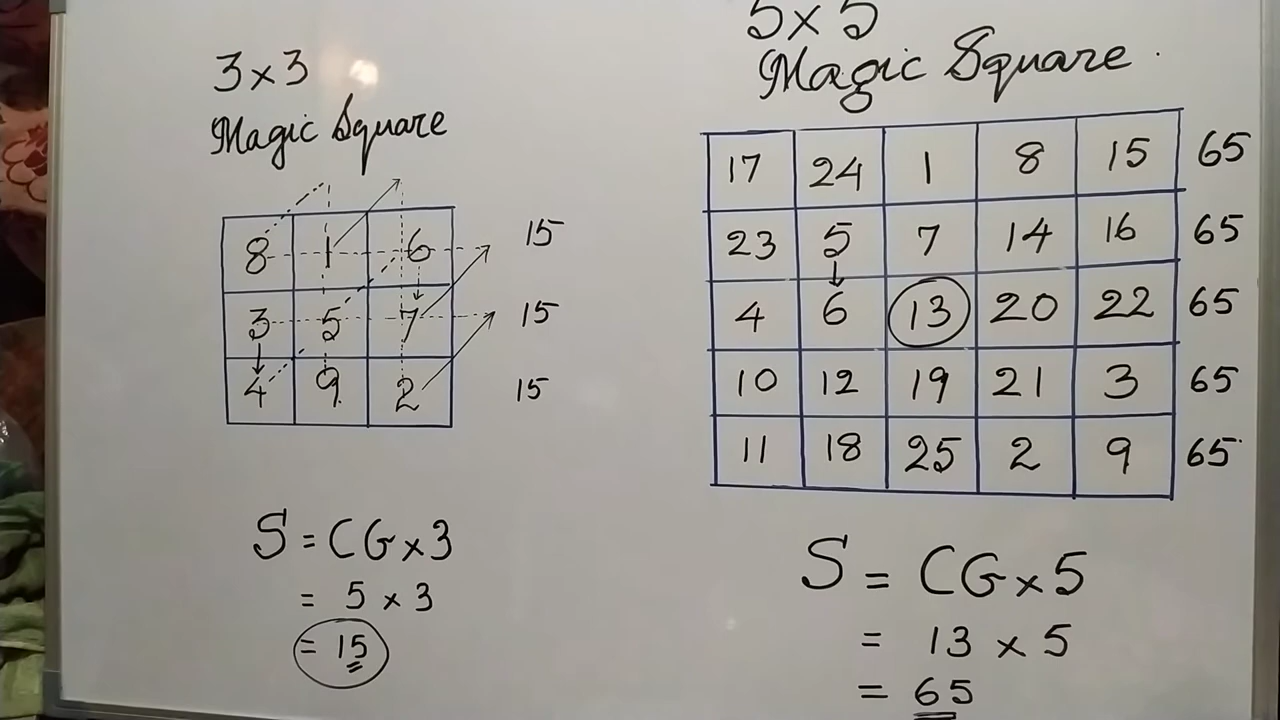 3 × 3
Magic Square
8 1 6 15
3 5 7 15
4 9 2 15
S = CG × 3
= 5 × 3
= 15
5 × 5
Magic Square
17 24 1 8 15 65
23 5 7 14 16 65
4 6 13 20 22 65
10 12 19 21 3 65
11 18 25 2 9 65
S = CG × 5
= 13 × 5
= 65